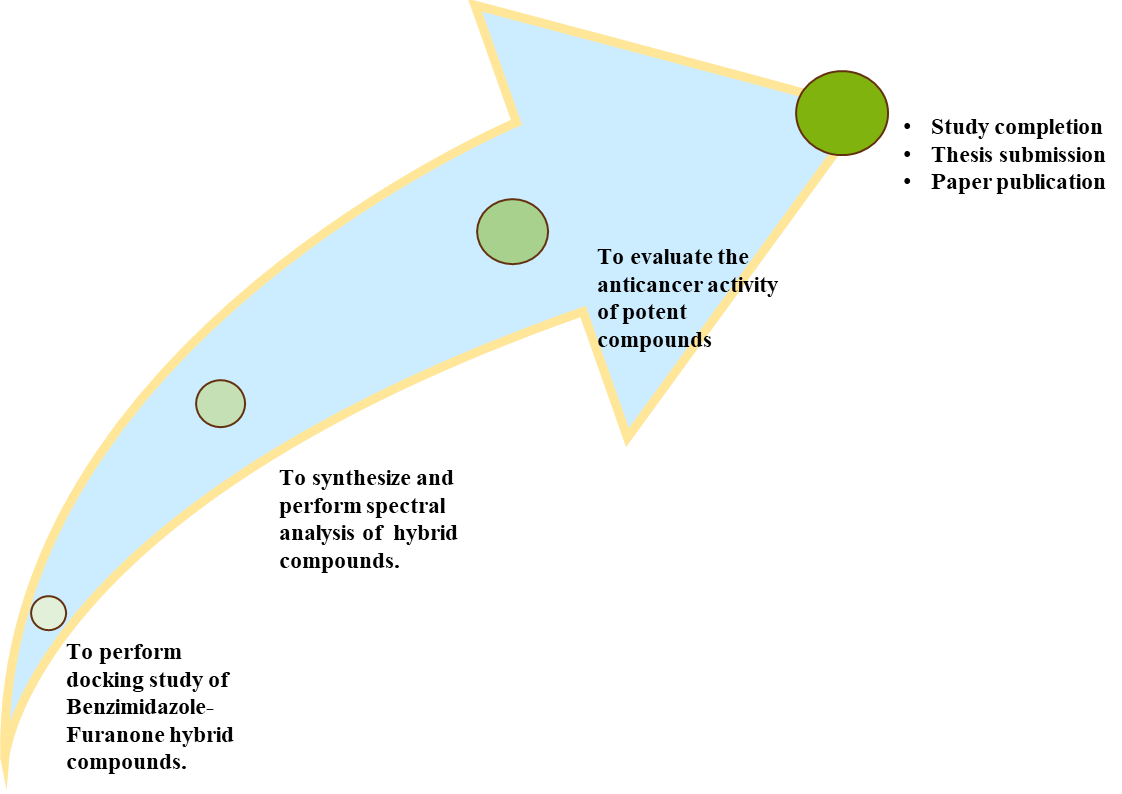 • Study completion
• Thesis submission
• Paper publication
To evaluate the
anticancer activity
of potent
compounds
To synthesize and
perform spectral
analysis of  hybrid
compounds.
To perform
docking study of
Benzimidazole-
Furanone hybrid
compounds.